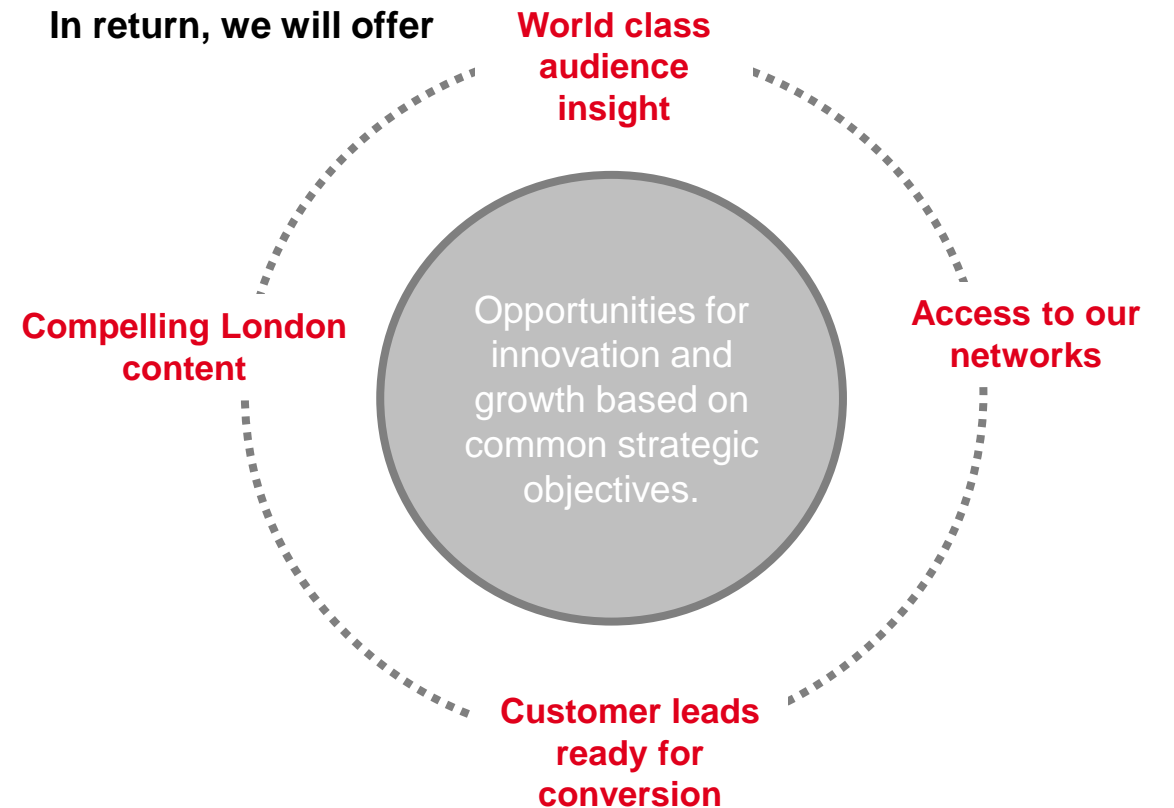 In return, we will offer
World class
audience
insight
Compelling London
content
Opportunities for
innovation and
growth based on
common strategic
objectives.
Access to our
networks
Customer leads
ready for
conversion